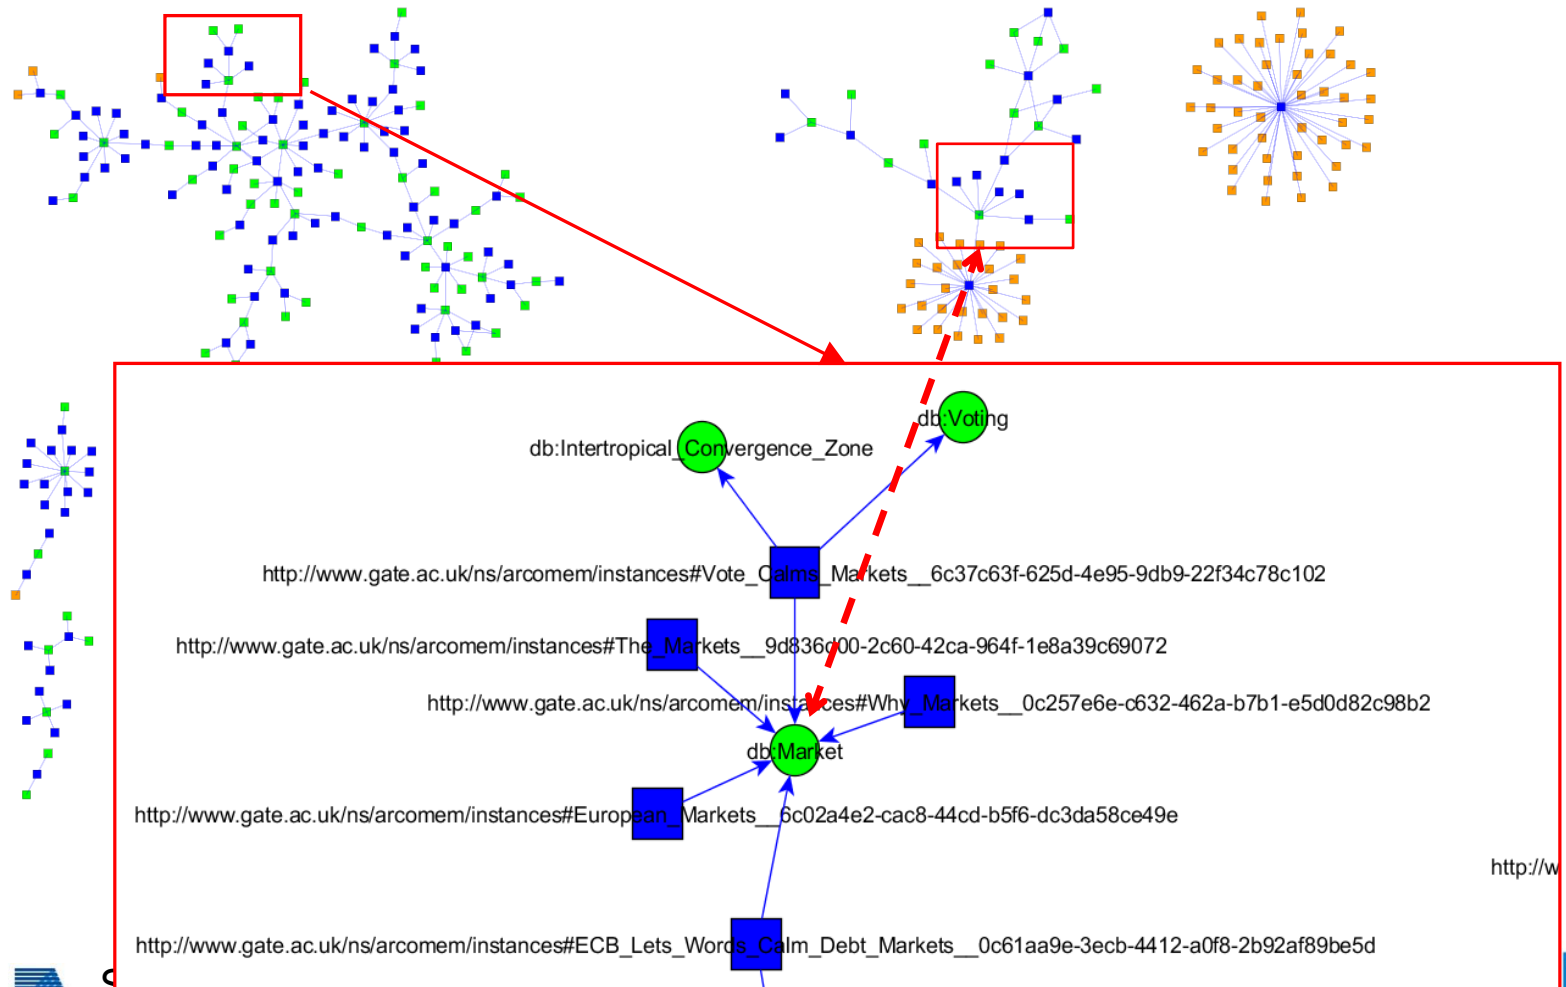 db:Voting
db:Intertropical_Convergence_Zone
http://www.gate.ac.uk/ns/arcomem/instances#Vote_Calms_Markets__6c37c63f-625d-4e95-9db9-22f34c78c102
http://www.gate.ac.uk/ns/arcomem/instances#The_Markets__9d836d00-2c60-42ca-964f-1e8a39c69072
http://www.gate.ac.uk/ns/arcomem/instances#Why_Markets__0c257e6e-c632-462a-b7b1-e5d0d82c98b2
db:Market
http://www.gate.ac.uk/ns/arcomem/instances#European_Markets__6c02a4e2-cac8-44cd-b5f6-dc3da58ce49e
http://w
http://www.gate.ac.uk/ns/arcomem/instances#ECB_Lets_Words_Calm_Debt_Markets__0c61aa9e-3ecb-4412-a0f8-2b92af89be5d